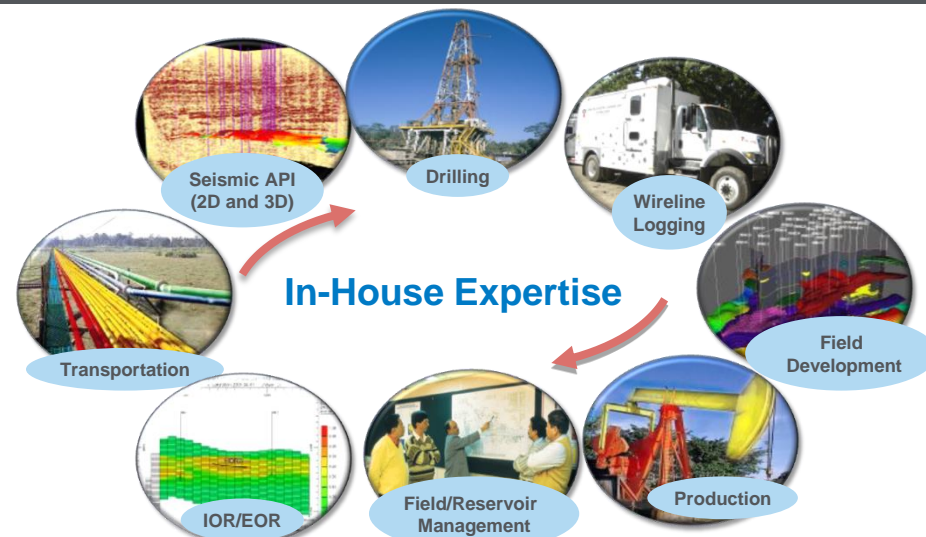 Seismic API
(2D and 3D)
Drilling
Wireline
Logging
In-House Expertise
Transportation
Field
Development
IOR/EOR
Field/Reservoir
Management
Production